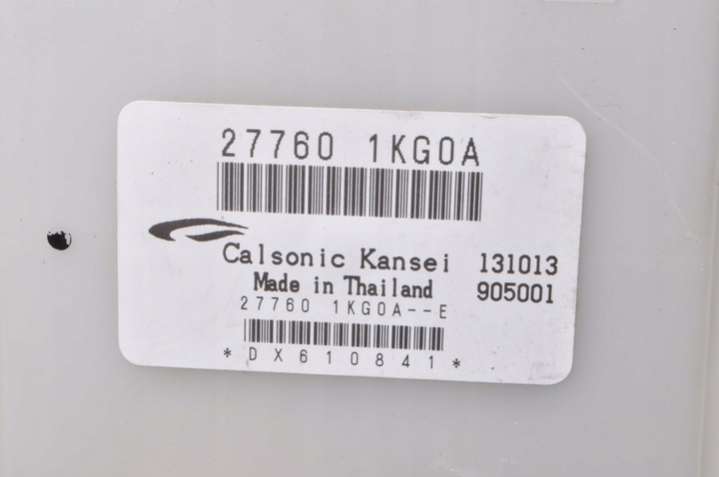 27760 1KG0A
Calsonic Kansei 131013
Made in Thailand 905001
27760 1KG0A--E
*DX610841*